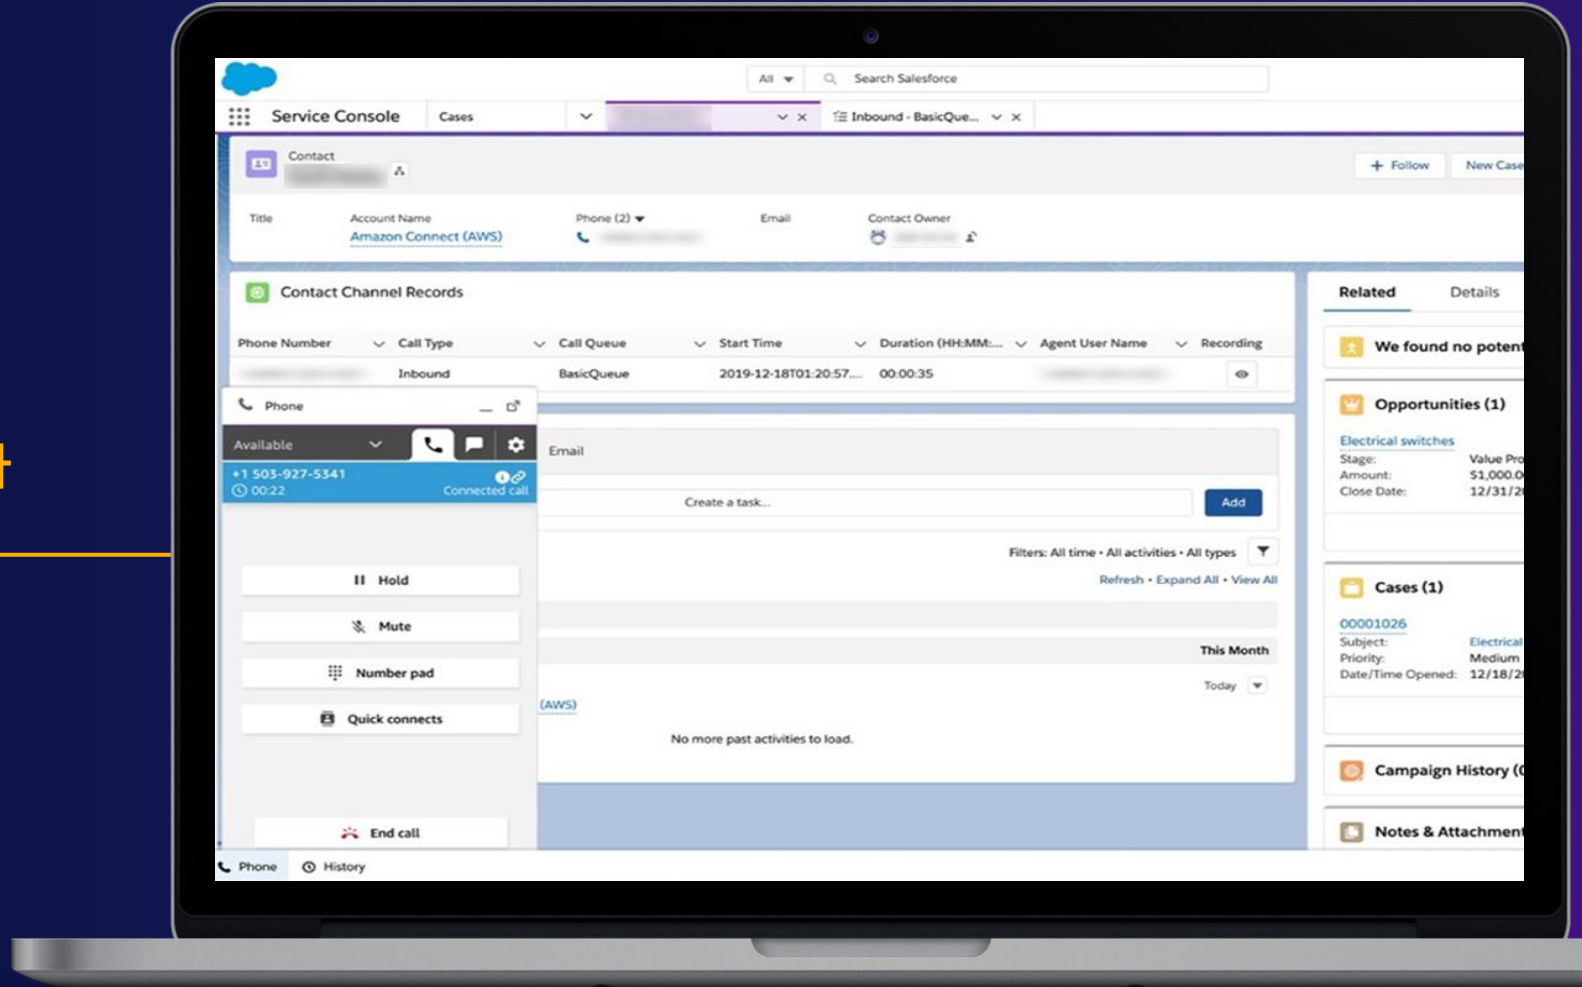 All
Search Salesforce
Service Console
Cases
Inbound - BasicQue...
Contact
+ Follow
New Case
Title
Account Name
Phone (2)
Email
Contact Owner
Amazon Connect (AWS)
Contact Channel Records
Phone Number
Call Type
Call Queue
Start Time
Duration (HH:MM:...
Agent User Name
Recording
Inbound
BasicQueue
2019-12-18T01:20:57....
00:00:35
Phone
Available
+1 503-927-5341
00:22
Connected call
Hold
Mute
Number pad
Quick connects
End call
Email
Create a task...
Add
Filters: All time • All activities • All types
Refresh • Expand All • View All
This Month
Today
(AWS)
No more past activities to load.
Related
Details
We found no potent
Opportunities (1)
Electrical switches
Stage:
Value Pro
Amount:
$1,000.0
Close Date:
12/31/2
Cases (1)
00001026
Subject:
Electrical
Priority:
Medium
Date/Time Opened:
12/18/2
Campaign History (
Notes & Attachmen
Phone
History